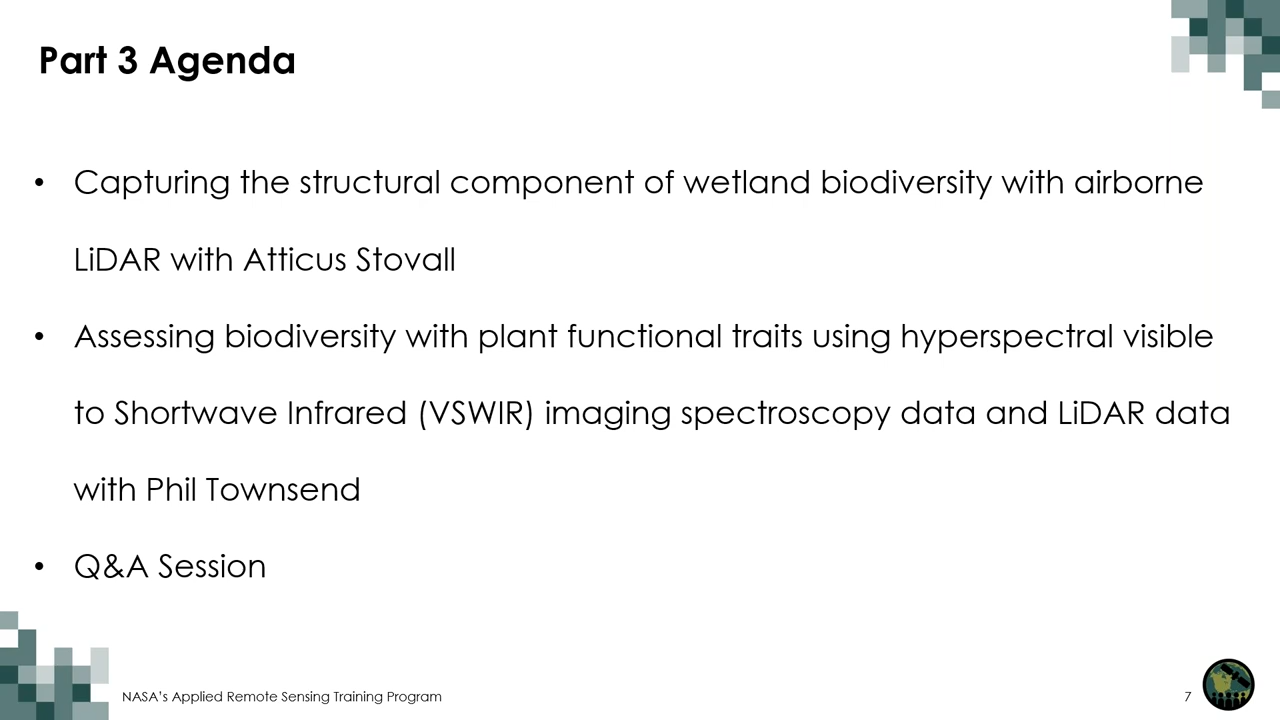 Part 3 Agenda
• Capturing the structural component of wetland biodiversity with airborne
LiDAR with Atticus Stovall
• Assessing biodiversity with plant functional traits using hyperspectral visible
to Shortwave Infrared (VSWIR) imaging spectroscopy data and LiDAR data
with Phil Townsend
• Q&A Session
NASA’s Applied Remote Sensing Training Program
7